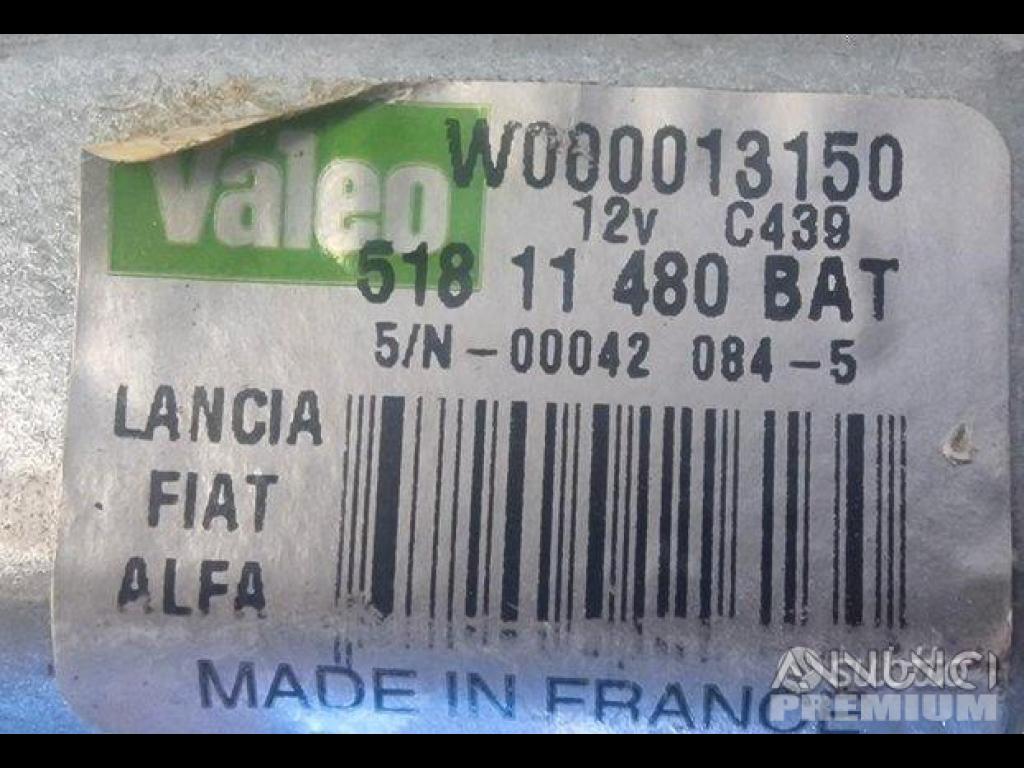 Valeo
W000013150
12v C439
518 11 480 BAT
S/N-00042 084-5
LANCIA
FIAT
ALFA
MADE IN FRANCE
ANNUNCI
PREMIUM